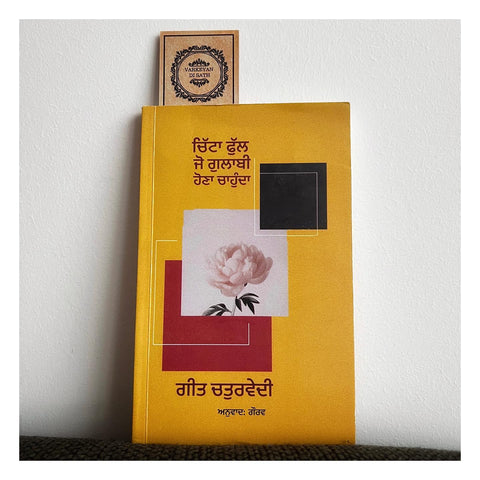 VARKEYAN
DI SATH
ਚਿੱਟਾ ਫੁੱਲ
ਜੋ ਗੁਲਾਬੀ
ਹੋਣਾ ਚਾਹੁੰਦਾ
ਗੀਤ ਚਤੁਰਵੇਦੀ
ਅਨੁਵਾਦ: ਗੌਰਵ